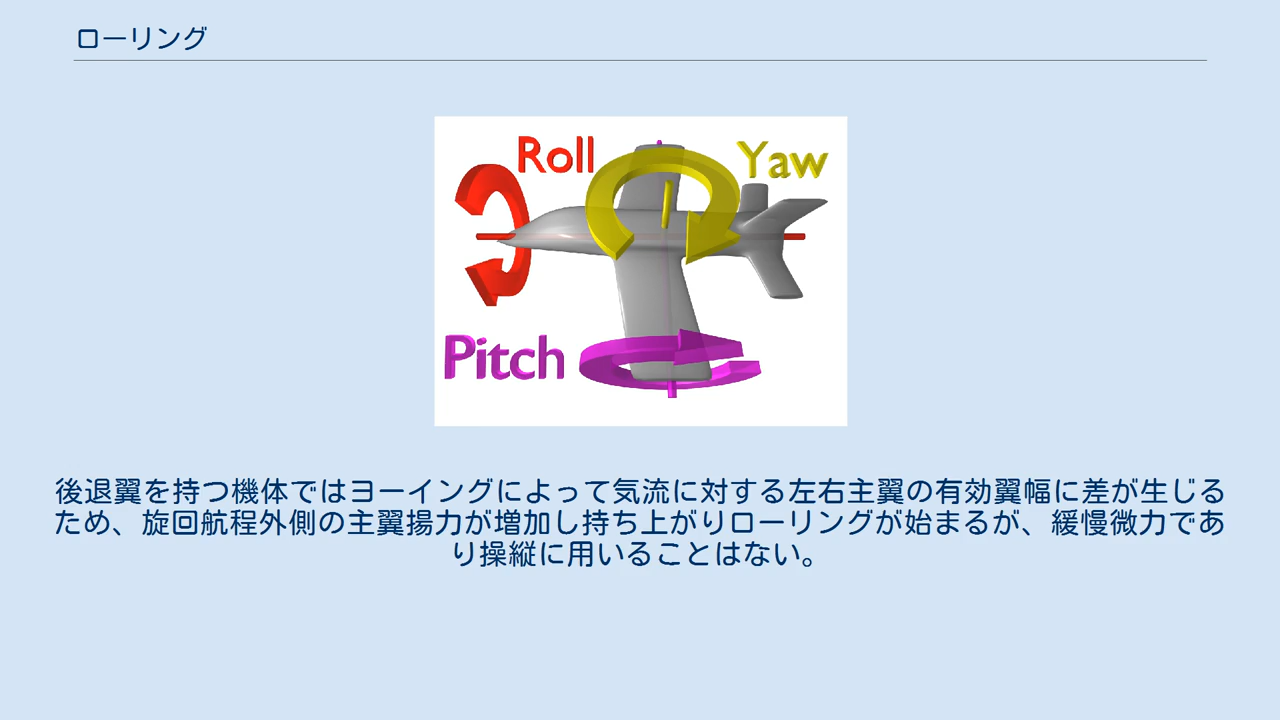 ローリング
Roll
Yaw
Pitch
後退翼を持つ機体ではヨーイングによって気流に対する左右主翼の有効翼幅に差が生じる
ため、旋回航程外側の主翼揚力が増加し持ち上がりローリングが始まるが、緩慢微力であ
り操縦に用いることはない。